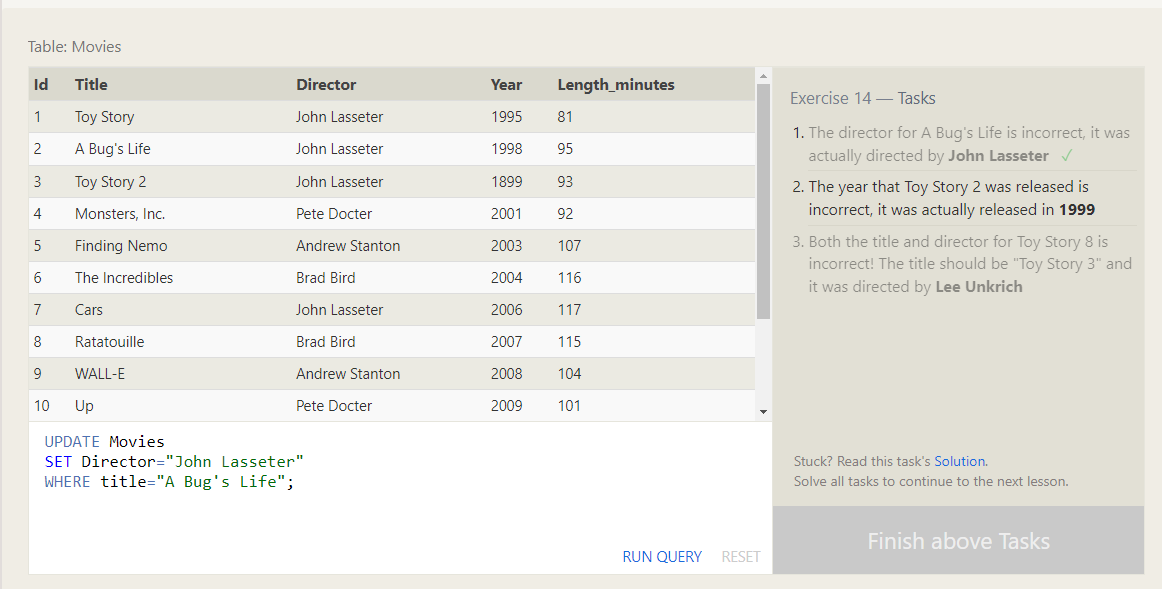 Table: Movies
Id Title Director Year Length_minutes
1 Toy Story John Lasseter 1995 81
2 A Bug's Life John Lasseter 1998 95
3 Toy Story 2 John Lasseter 1899 93
4 Monsters, Inc. Pete Docter 2001 92
5 Finding Nemo Andrew Stanton 2003 107
6 The Incredibles Brad Bird 2004 116
7 Cars John Lasseter 2006 117
8 Ratatouille Brad Bird 2007 115
9 WALL-E Andrew Stanton 2008 104
10 Up Pete Docter 2009 101
UPDATE Movies
SET Director="John Lasseter"
WHERE title="A Bug's Life";
RUN QUERY RESET
Exercise 14 — Tasks
1. The director for A Bug's Life is incorrect, it was
actually directed by John Lasseter ✓
2. The year that Toy Story 2 was released is
incorrect, it was actually released in 1999
3. Both the title and director for Toy Story 8 is
incorrect! The title should be "Toy Story 3" and
it was directed by Lee Unkrich
Stuck? Read this task's Solution.
Solve all tasks to continue to the next lesson.
Finish above Tasks